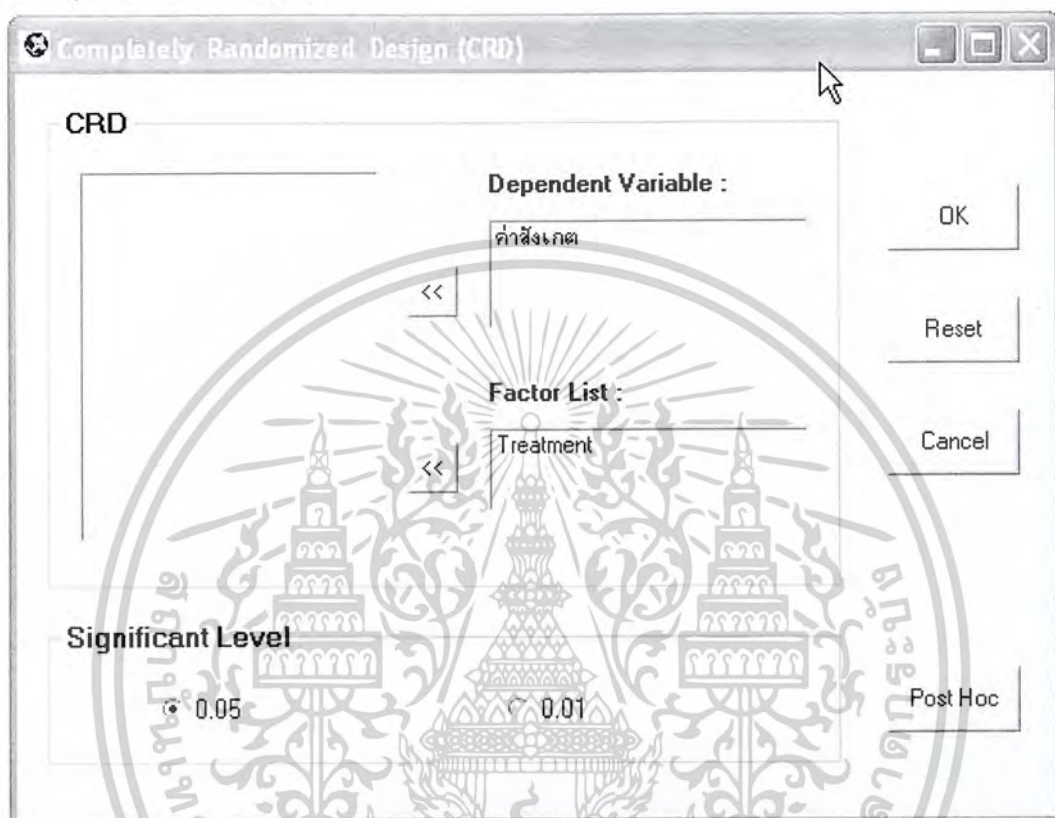 Completely Randomized Design (CRD)
CRD
Dependent Variable :
ค่าสังเกต
<<
Factor List :
Treatment
<<
OK
Reset
Cancel
Significant Level
0.05
0.01
Post Hoc